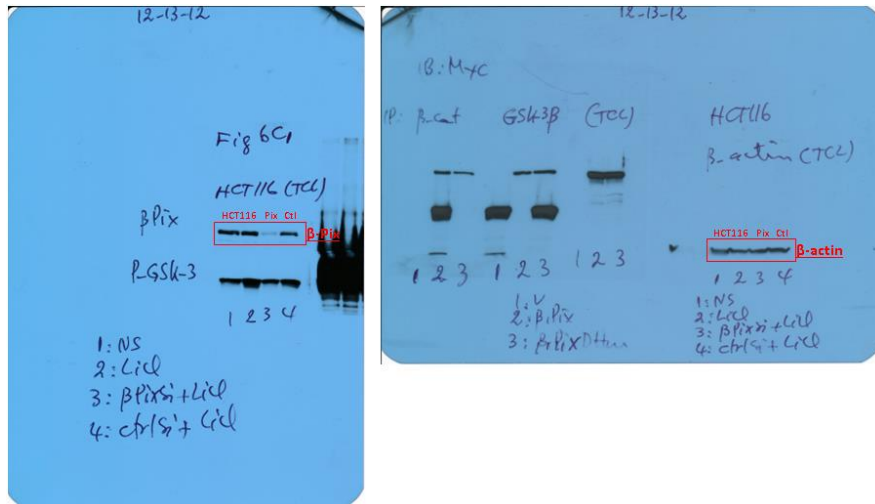 12-13-12
Fig 6C,
HCT116 (TCL)
HCT116 Pix Ctl
βPix
β-Pix
P-GSK-3
1 2 3 4
1: NS
2: LiCl
3: βPixSi + LiCl
4: ctrlSi + LiCl
12-13-12
IB: Myc
IP: β-cat GSK3β (TCL)
HCT116
β-actin (TCL)
HCT116 Pix Ctl
β-actin
1 2 3 1 2 3 1 2 3
1 2 3 4
1: V
2: βPix
3: βPixDHm
1: NS
2: LiCl
3: βPixSi + LiCl
4: ctrlSi + LiCl